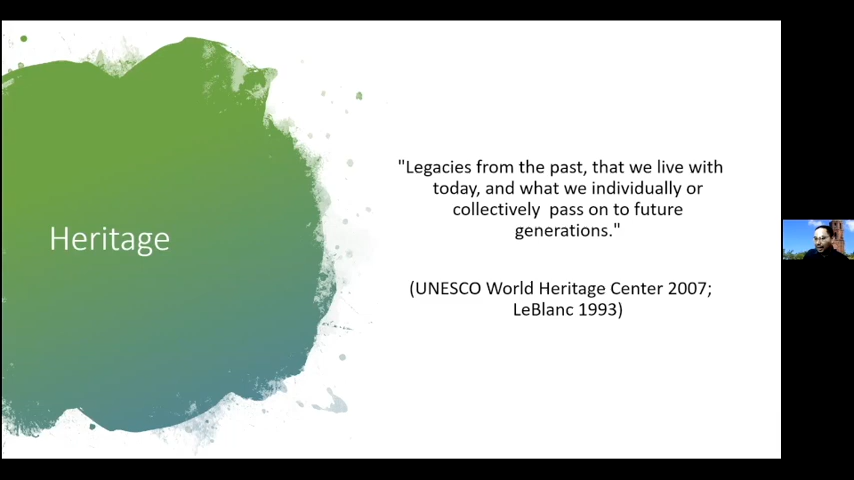 Heritage
"Legacies from the past, that we live with
today, and what we individually or
collectively  pass on to future
generations."
(UNESCO World Heritage Center 2007;
LeBlanc 1993)